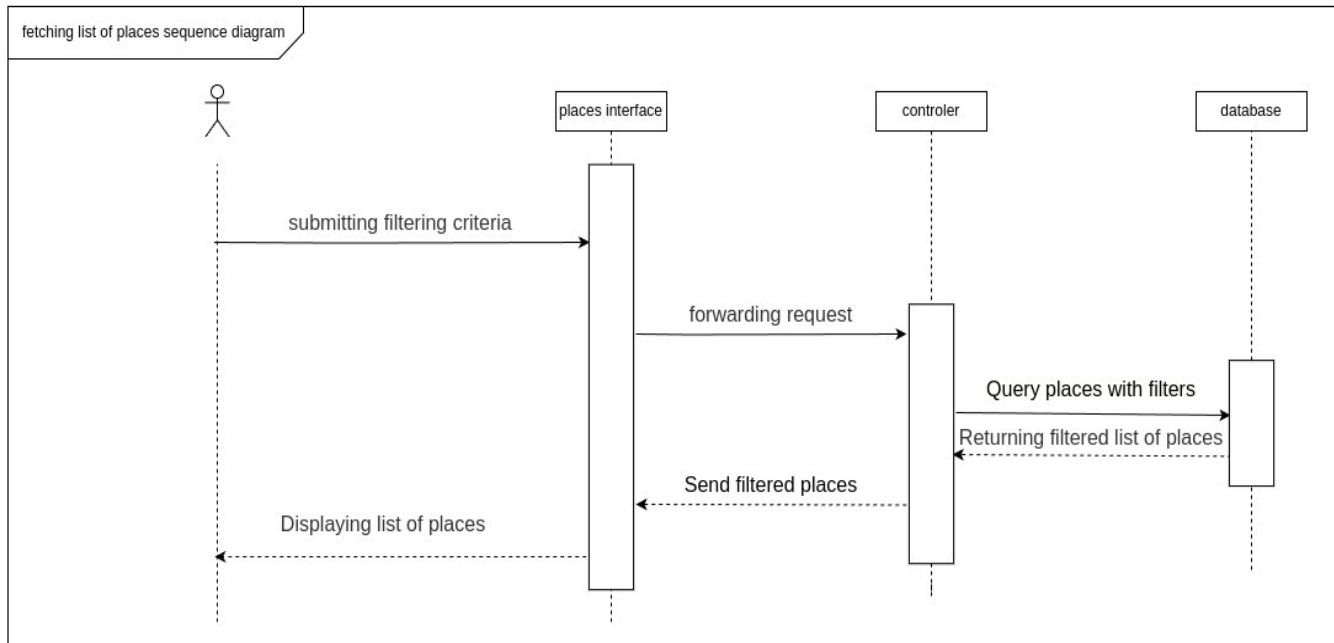 fetching list of places sequence diagram
places interface
controler
database
submitting filtering criteria
forwarding request
Query places with filters
Returning filtered list of places
Send filtered places
Displaying list of places